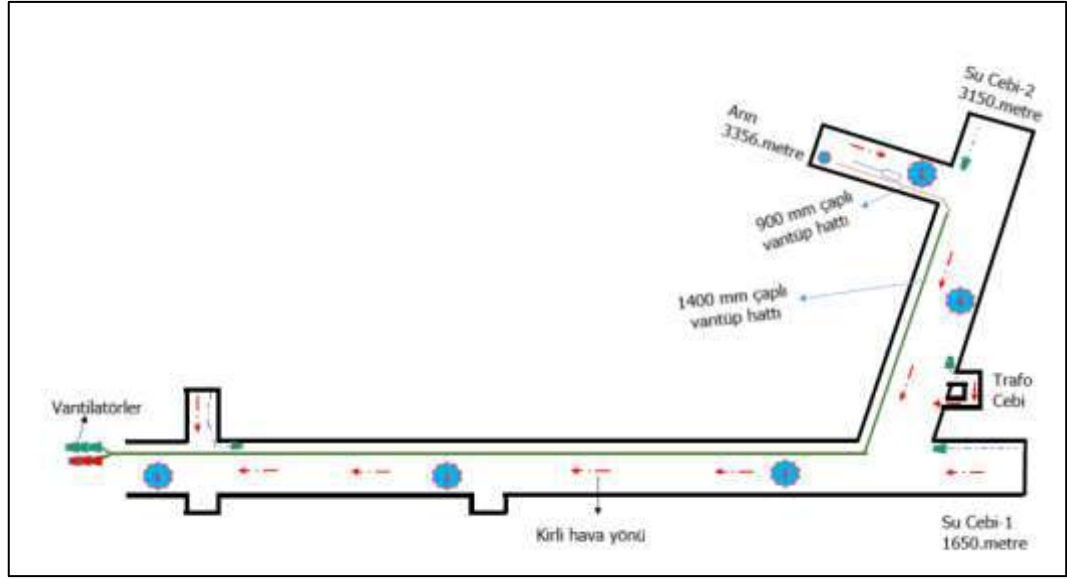 Su Cebi-2
3150.metre
Arın
3356.metre
900 mm çaplı
vantüp hattı
1400 mm çaplı
vantüp hattı
Trafo
Cebi
Vantilatörler
Kirli hava yönü
Su Cebi-1
1650.metre